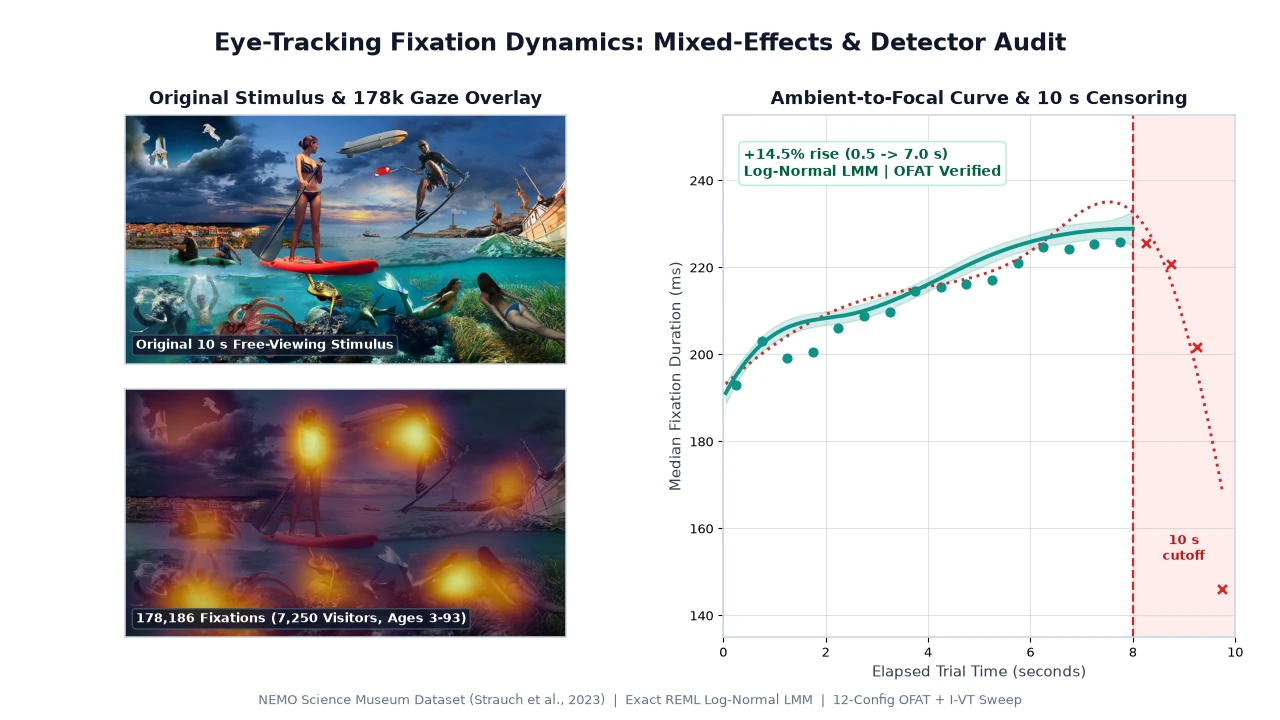 Eye-Tracking Fixation Dynamics: Mixed-Effects & Detector Audit
Original Stimulus & 178k Gaze Overlay
Original 10 s Free-Viewing Stimulus
178,186 Fixations (7,250 Visitors, Ages 3-93)
Ambient-to-Focal Curve & 10 s Censoring
+14.5% rise (0.5 -> 7.0 s)
Log-Normal LMM | OFAT Verified
Median Fixation Duration (ms)
240
220
200
180
160
140
10 s
cutoff
0 2 4 6 8 10
Elapsed Trial Time (seconds)
NEMO Science Museum Dataset (Strauch et al., 2023) | Exact REML Log-Normal LMM | 12-Config OFAT + I-VT Sweep